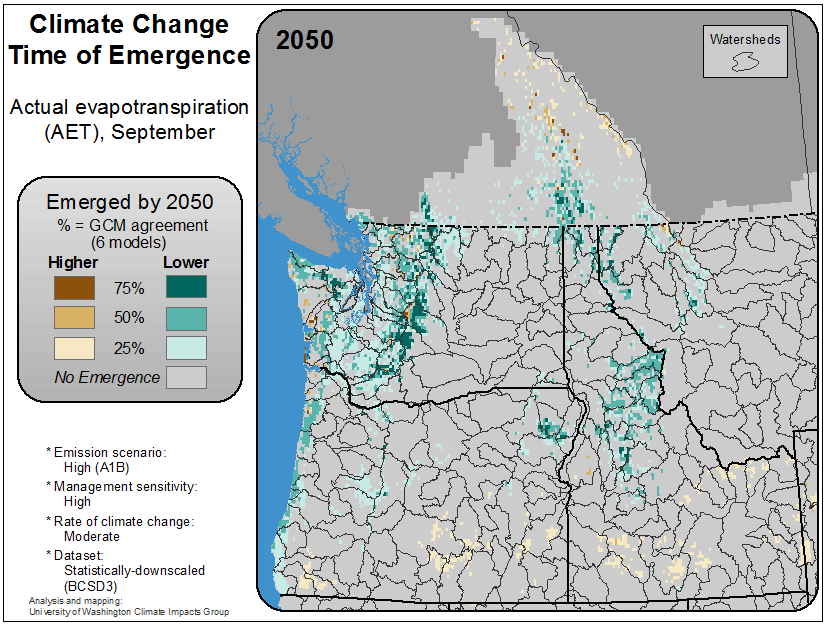 Climate Change
Time of Emergence
Actual evapotranspiration
(AET), September
Emerged by 2050
% = GCM agreement
(6 models)
Higher Lower
75%
50%
25%
No Emergence
* Emission scenario:
High (A1B)
* Management sensitivity:
High
* Rate of climate change:
Moderate
* Dataset:
Statistically-downscaled
(BCSD3)
Analysis and mapping:
University of Washington Climate Impacts Group
2050
Watersheds